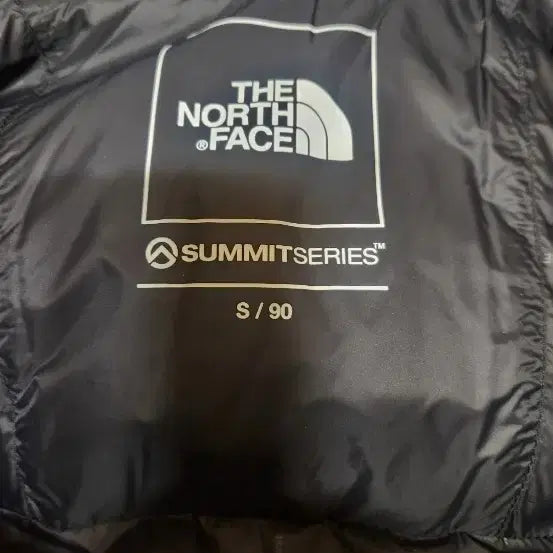 THE
NORTH
®FACE
SUMMITSERIES™
S / 90